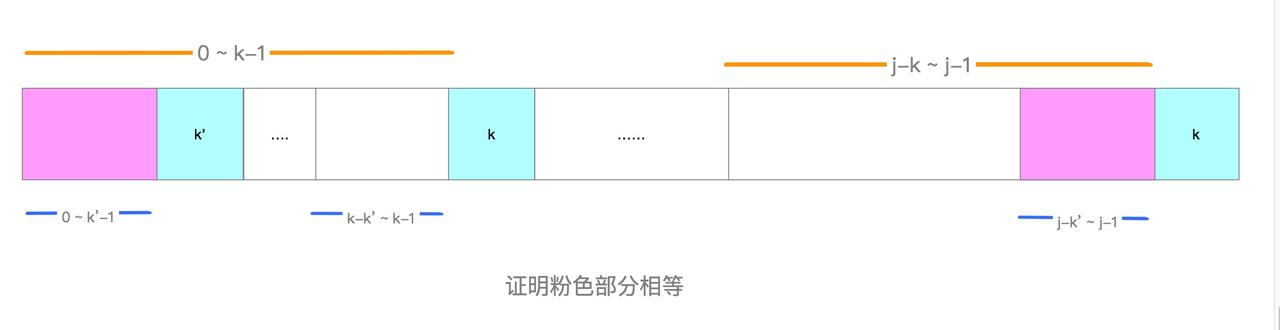 0 ~ k-1
j-k ~ j-1
k' .... k ...... k
0 ~ k'-1 k-k' ~ k-1 j-k' ~ j-1
证明粉色部分相等